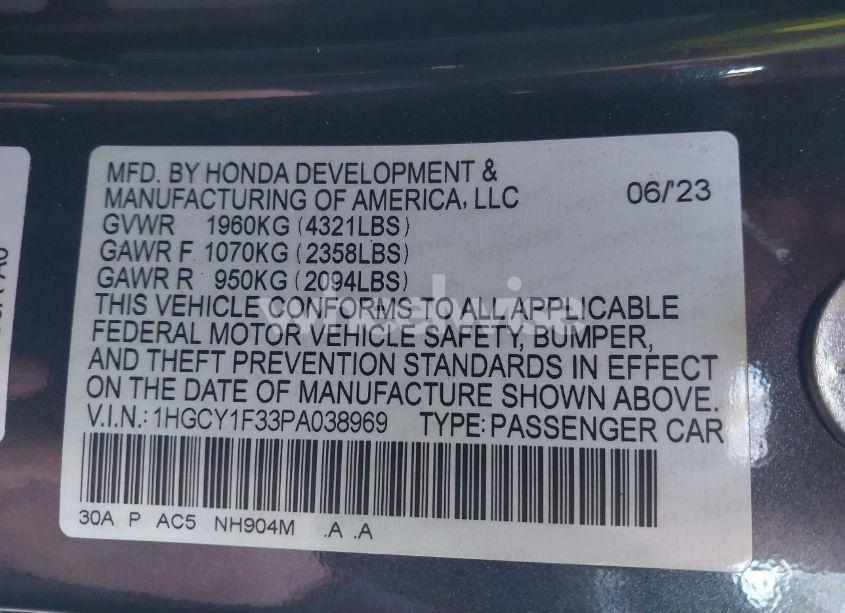 MFD. BY HONDA DEVELOPMENT &
MANUFACTURING OF AMERICA, LLC 06/'23
GVWR 1960KG (4321LBS)
GAWR F 1070KG (2358LBS)
GAWR R 950KG (2094LBS)
THIS VEHICLE CONFORMS TO ALL APPLICABLE
FEDERAL MOTOR VEHICLE SAFETY, BUMPER,
AND THEFT PREVENTION STANDARDS IN EFFECT
ON THE DATE OF MANUFACTURE SHOWN ABOVE.
V.I.N.: 1HGCY1F33PA038969 TYPE: PASSENGER CAR
30A P AC5 NH904M .A .A